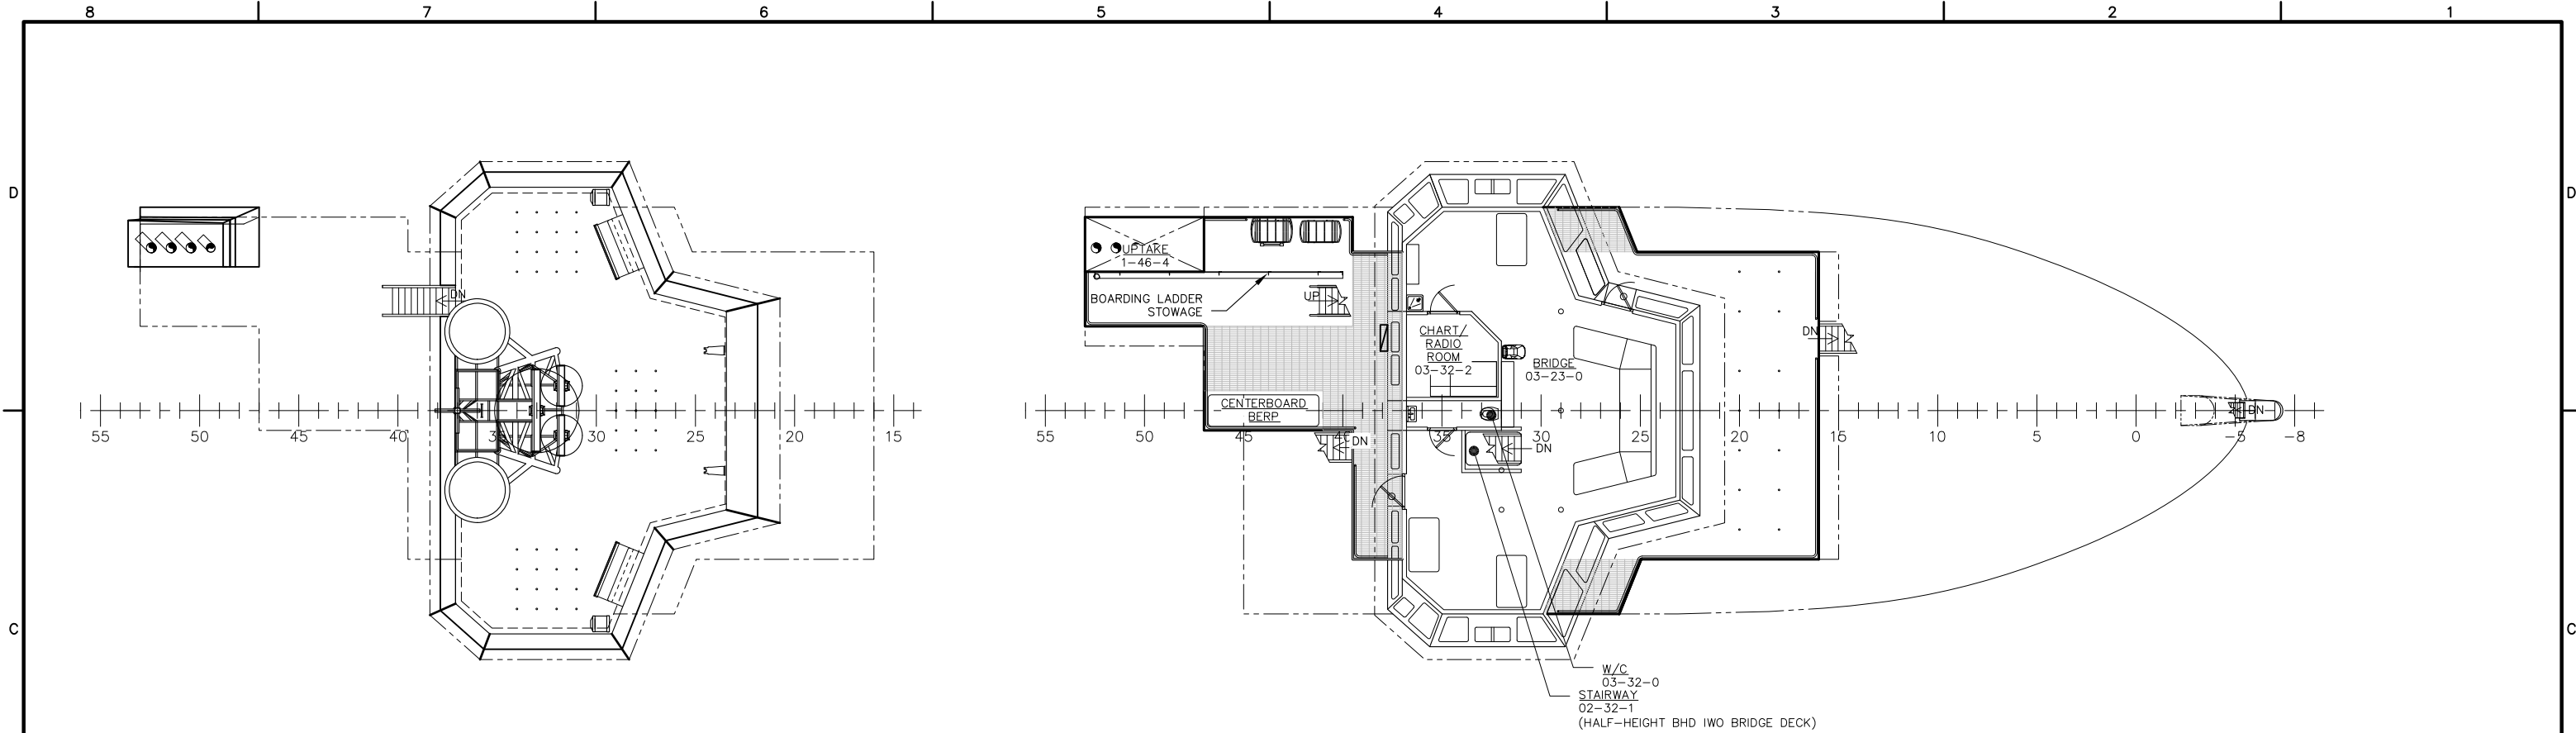 8 7 6 5 4 3 2 1
D D
UPTAKE
1-46-4
DN
BOARDING LADDER
STOWAGE
UP
CHART/
RADIO
ROOM
03-32-2
BRIDGE
03-23-0
DN
CENTERBOARD
BERP
DN
55 50 45 40 35 30 25 20 15
55 50 45 40 35 30 25 20 15 10 5 0 -5 -8
DN
DN
C C
W/C
03-32-0
STAIRWAY
02-32-1
(HALF-HEIGHT BHD IWO BRIDGE DECK)